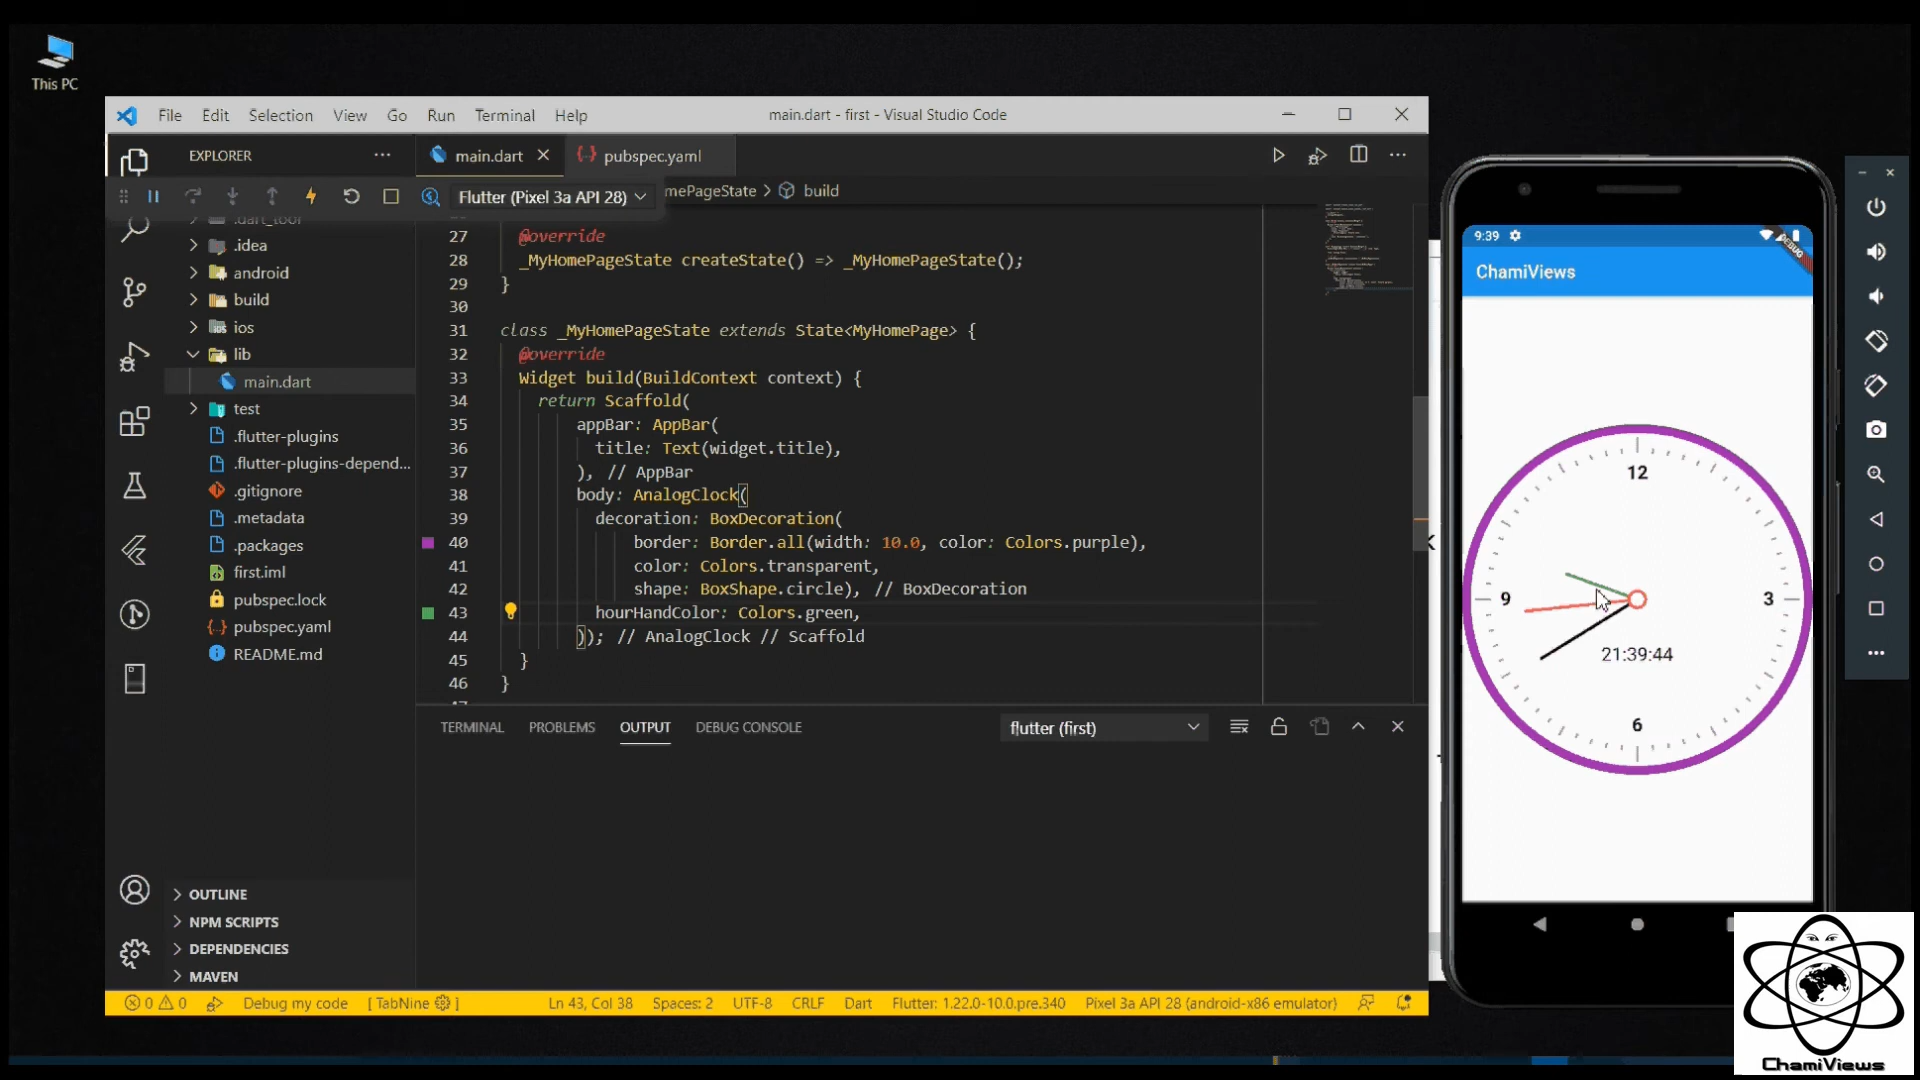 This PC
File Edit Selection View Go Run Terminal Help
main.dart - first - Visual Studio Code
EXPLORER
main.dart
pubspec.yaml
Flutter (Pixel 3a API 28)
omePageState > build
.dart_tool
.idea
android
build
ios
lib
main.dart
test
.flutter-plugins
.flutter-plugins-depend...
.gitignore
.metadata
.packages
first.iml
pubspec.lock
pubspec.yaml
README.md
OUTLINE
NPM SCRIPTS
DEPENDENCIES
MAVEN
27 @override
28 _MyHomePageState createState() => _MyHomePageState();
29 }
30
31 class _MyHomePageState extends State<MyHomePage> {
32 @override
33 Widget build(BuildContext context) {
34 return Scaffold(
35 appBar: AppBar(
36 title: Text(widget.title),
37 ), // AppBar
38 body: AnalogClock(
39 decoration: BoxDecoration(
40 border: Border.all(width: 10.0, color: Colors.purple),
41 color: Colors.transparent,
42 shape: BoxShape.circle), // BoxDecoration
43 hourHandColor: Colors.green,
44 )); // AnalogClock // Scaffold
45 }
46 }
TERMINAL PROBLEMS OUTPUT DEBUG CONSOLE
flutter (first)
0 0 Debug my code [ TabNine ] Ln 43, Col 38 Spaces: 2 UTF-8 CRLF Dart Flutter: 1.22.0-10.0.pre.340 Pixel 3a API 28 (android-x86 emulator)
9:39
DEBUG
ChamiViews
12
9
3
21:39:44
6
ChamiViews